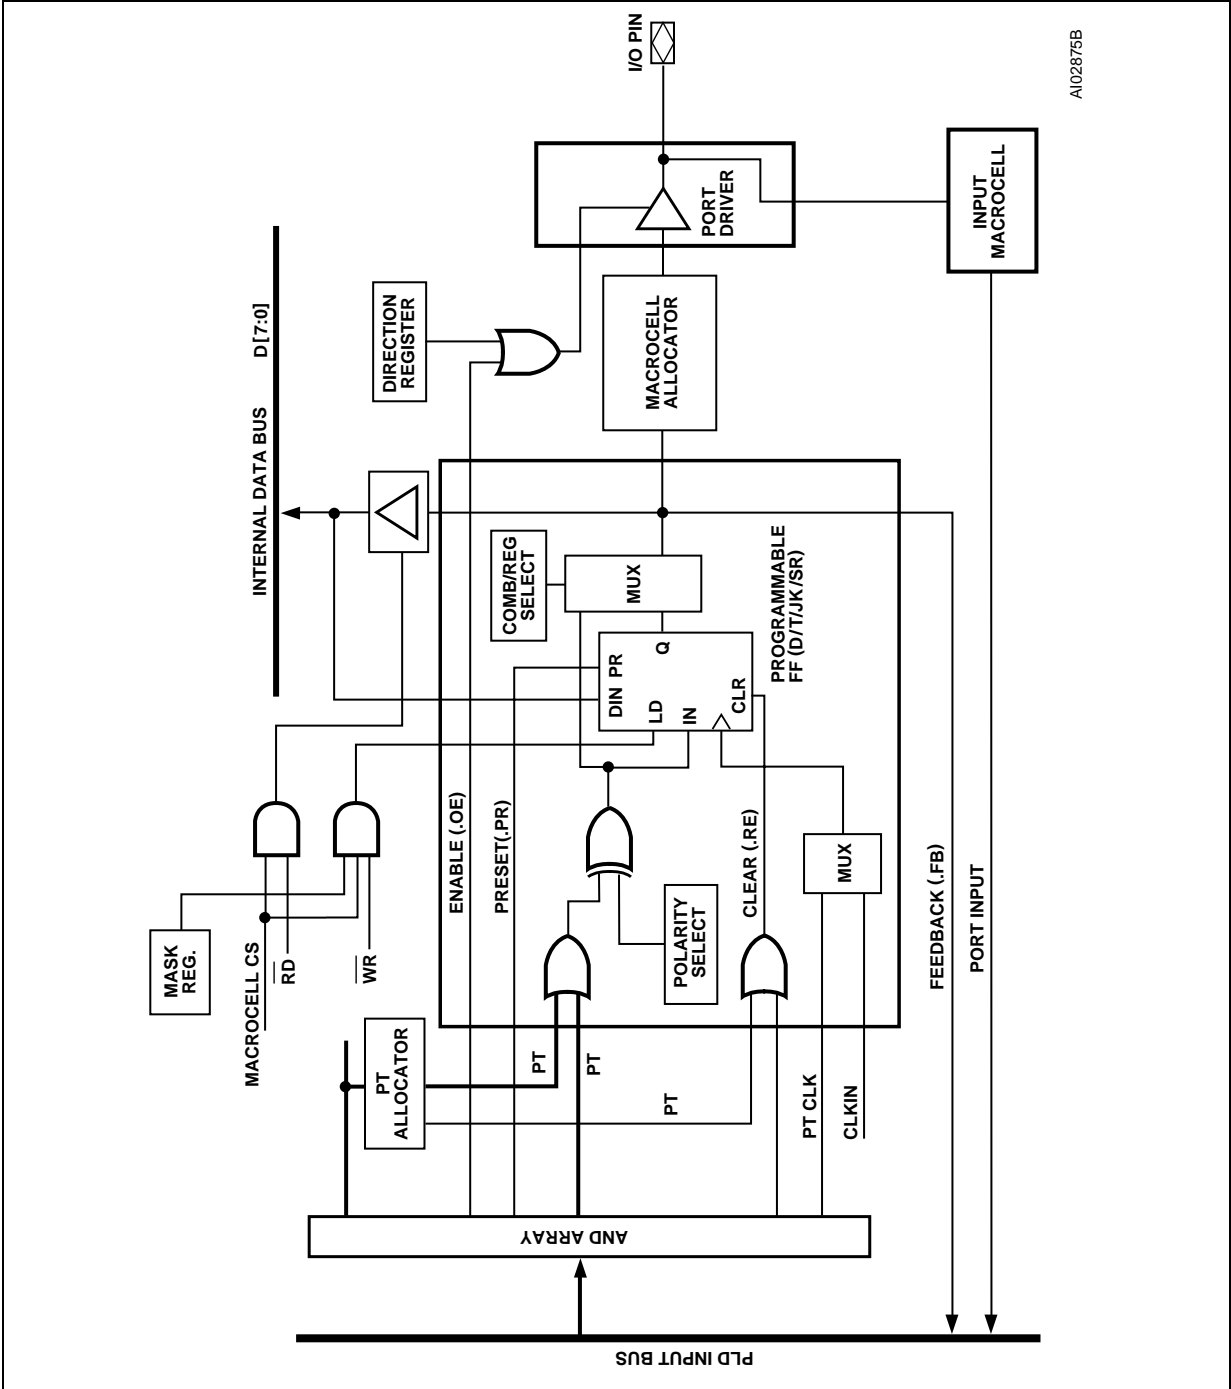 PLD INPUT BUS
AND ARRAY
MASK
REG.
MACROCELL CS
RD
WR
PT
ALLOCATOR
INTERNAL DATA BUS D[7:0]
DIRECTION
REGISTER
ENABLE (.OE)
PRESET(.PR)
COMB/REG
SELECT
PT
PT
PT
DIN PR
LD
IN
Q
CLR
MUX
MACROCELL
ALLOCATOR
I/O PIN
PORT
DRIVER
POLARITY
SELECT
CLEAR (.RE)
PROGRAMMABLE
FF (D/T/JK/SR)
PT CLK
CLKIN
MUX
FEEDBACK (.FB)
PORT INPUT
INPUT
MACROCELL
AI02875B